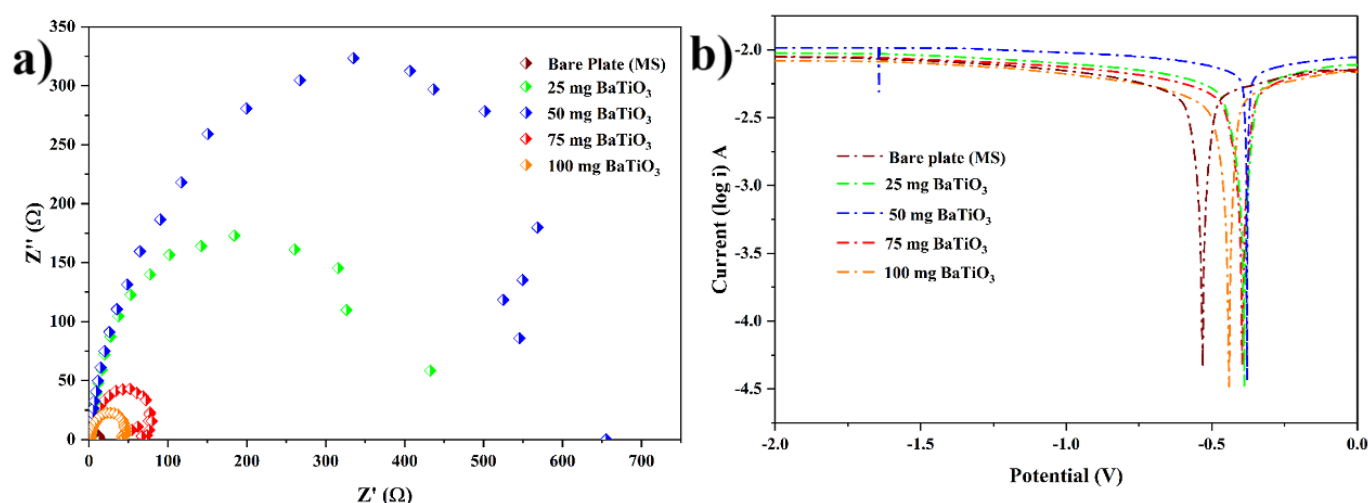 a)
350
300
250
200
150
100
50
0
Z'' (Ω)
Bare Plate (MS)
25 mg BaTiO₃
50 mg BaTiO₃
75 mg BaTiO₃
100 mg BaTiO₃
0 100 200 300 400 500 600 700
Z' (Ω)
b)
-2.0
-2.5
-3.0
-3.5
-4.0
-4.5
Current (log i) A
Bare plate (MS)
25 mg BaTiO₃
50 mg BaTiO₃
75 mg BaTiO₃
100 mg BaTiO₃
-2.0 -1.5 -1.0 -0.5 0.0
Potential (V)